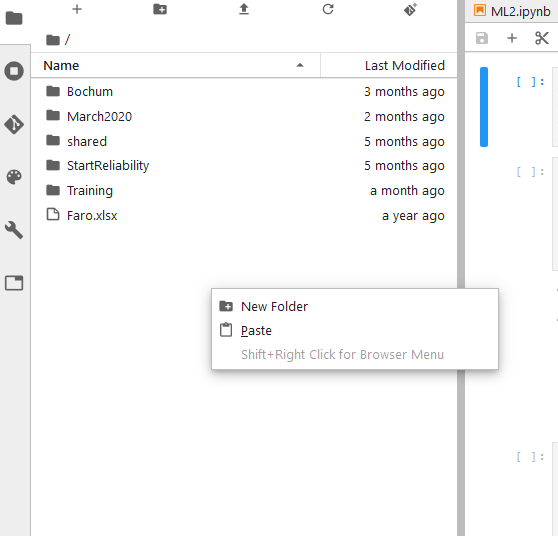 ML2.ipynb
/
Name Last Modified
Bochum 3 months ago
March2020 2 months ago
shared 5 months ago
StartReliability 5 months ago
Training a month ago
Faro.xlsx a year ago
New Folder
Paste
Shift+Right Click for Browser Menu
[ ]:
[ ]:
[ ]: